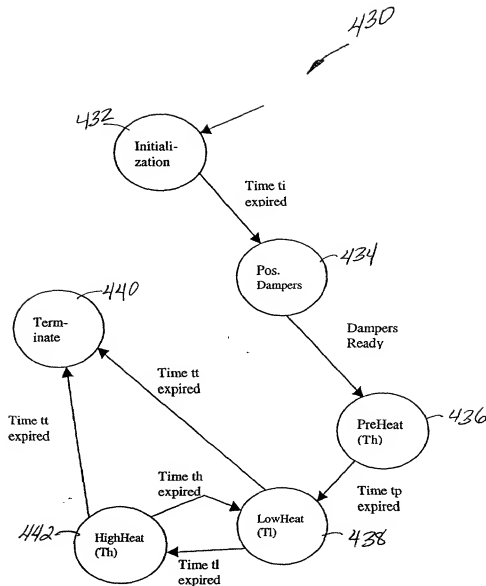 430
432
Initiali-
zation
Time ti
expired
434
Pos.
Dampers
440
Term-
inate
Dampers
Ready
Time tt
expired
Time tt
expired
PreHeat
(Th)
436
Time th
expired
Time tp
expired
442
HighHeat
(Th)
LowHeat
(Tl)
438
Time tl
expired